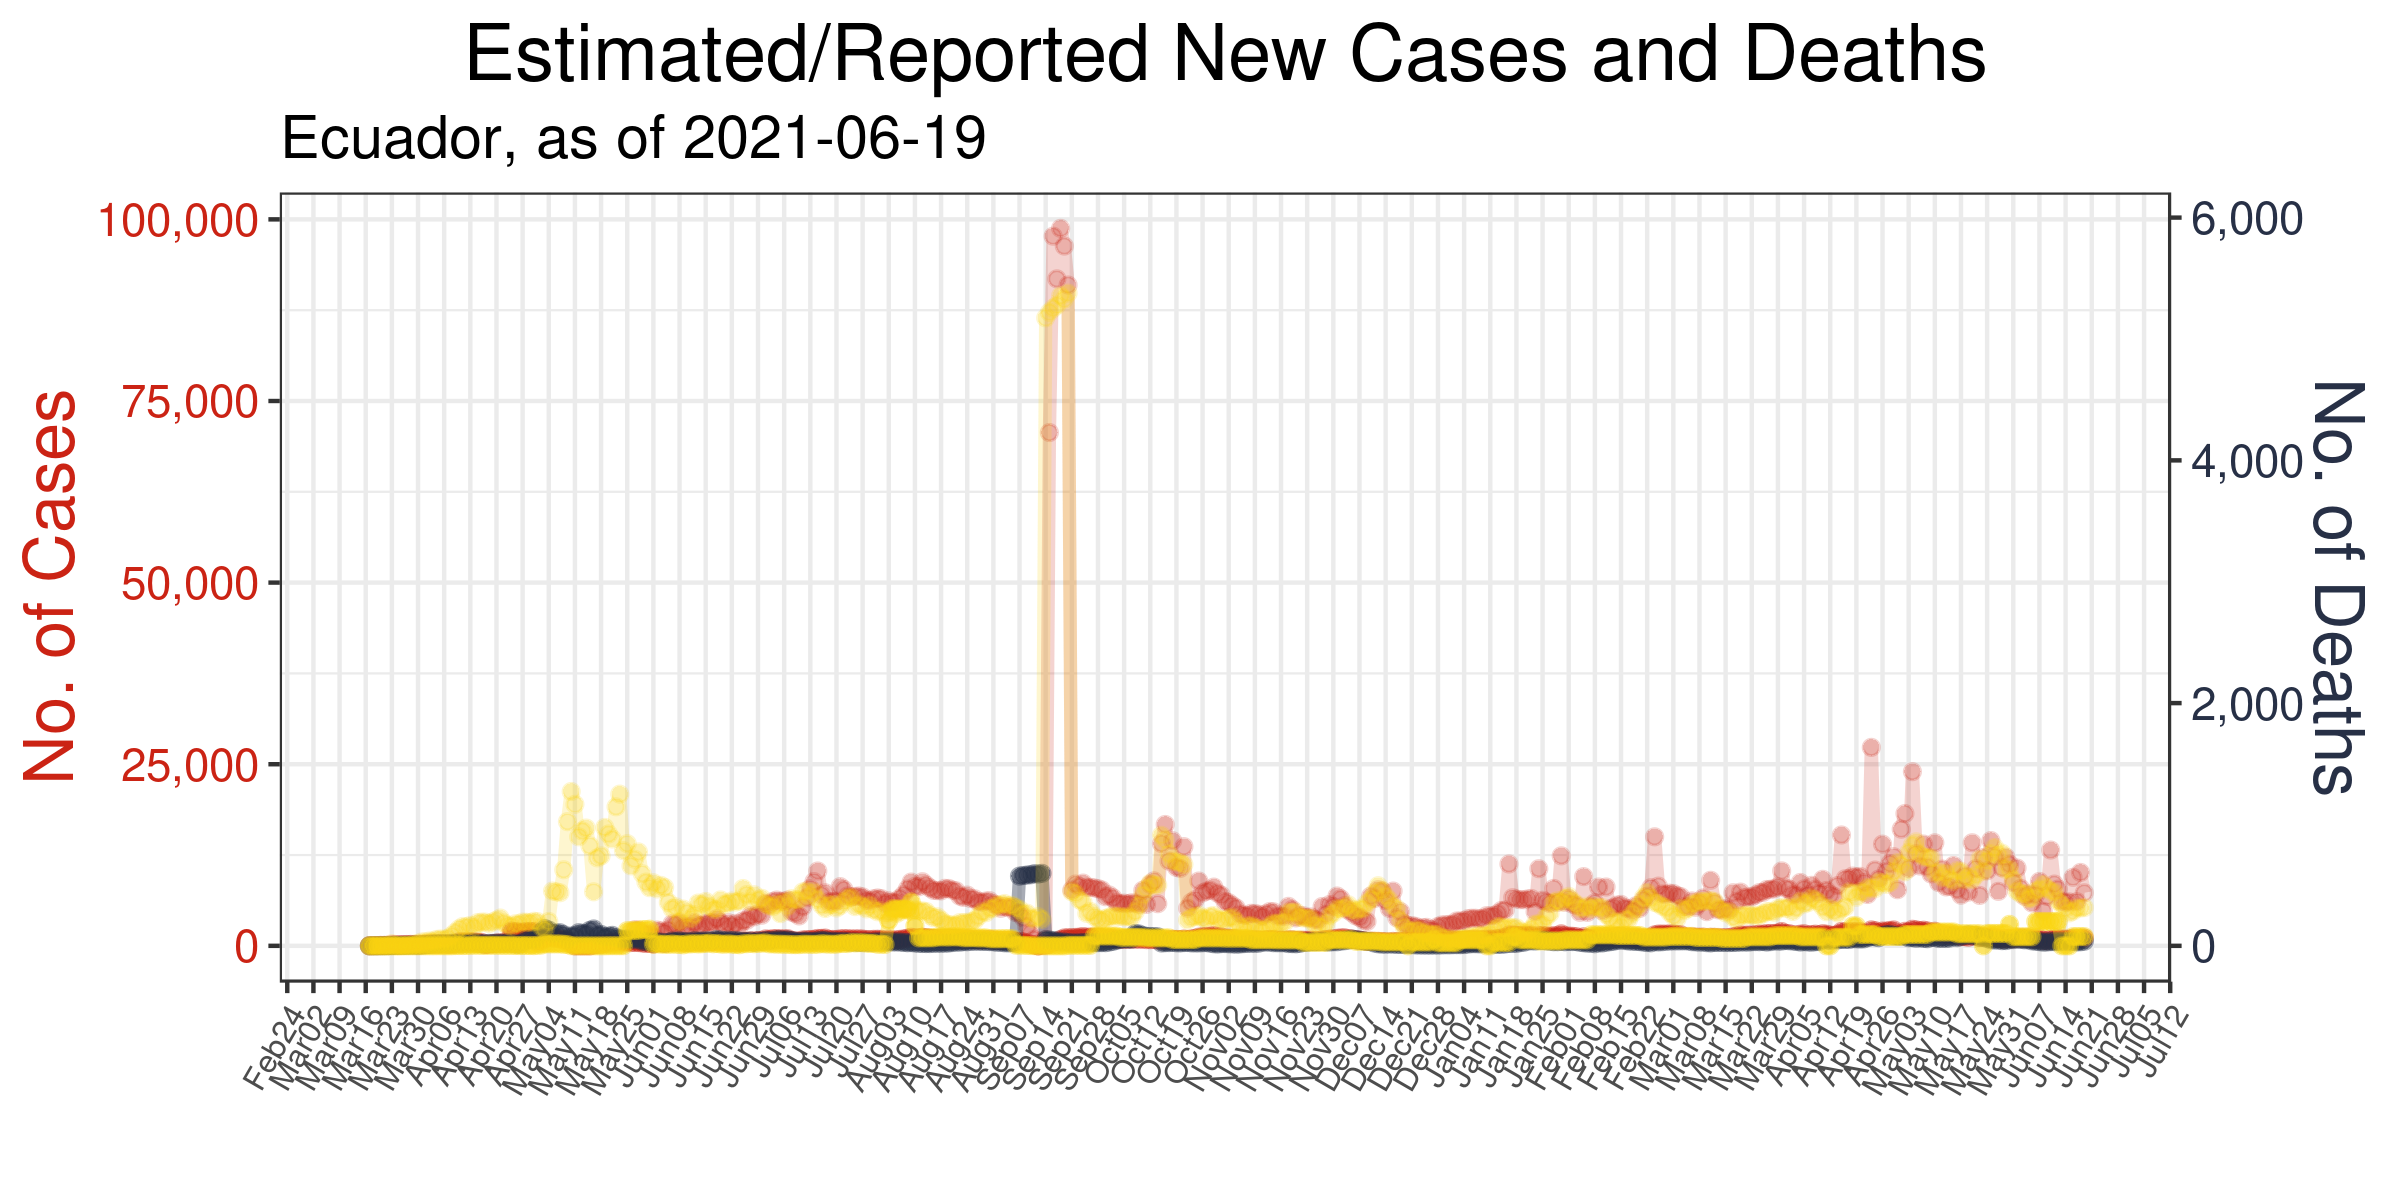 Estimated/Reported New Cases and Deaths
Ecuador, as of 2021-06-19
No. of Cases
100,000
75,000
50,000
25,000
0
6,000
4,000
2,000
0
No. of Deaths
Feb24
Mar02
Mar09
Mar16
Mar23
Mar30
Apr06
Apr13
Apr20
Apr27
May04
May11
May18
May25
Jun01
Jun08
Jun15
Jun22
Jun29
Jul06
Jul13
Jul20
Jul27
Aug03
Aug10
Aug17
Aug24
Aug31
Sep07
Sep14
Sep21
Sep28
Oct05
Oct12
Oct19
Oct26
Nov02
Nov09
Nov16
Nov23
Nov30
Dec07
Dec14
Dec21
Dec28
Jan04
Jan11
Jan18
Jan25
Feb01
Feb08
Feb15
Feb22
Mar01
Mar08
Mar15
Mar22
Mar29
Apr05
Apr12
Apr19
Apr26
May03
May10
May17
May24
May31
Jun07
Jun14
Jun21
Jun28
Jul05
Jul12